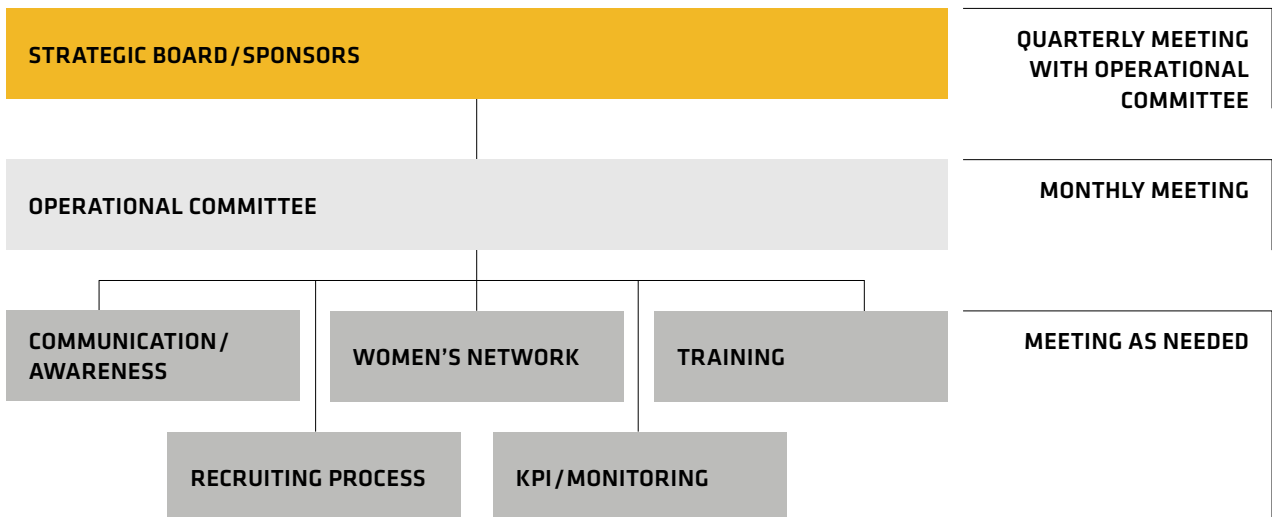 STRATEGIC BOARD/SPONSORS
QUARTERLY MEETING
WITH OPERATIONAL
COMMITTEE
OPERATIONAL COMMITTEE
MONTHLY MEETING
COMMUNICATION/
AWARENESS
WOMEN’S NETWORK
TRAINING
MEETING AS NEEDED
RECRUITING PROCESS
KPI/MONITORING